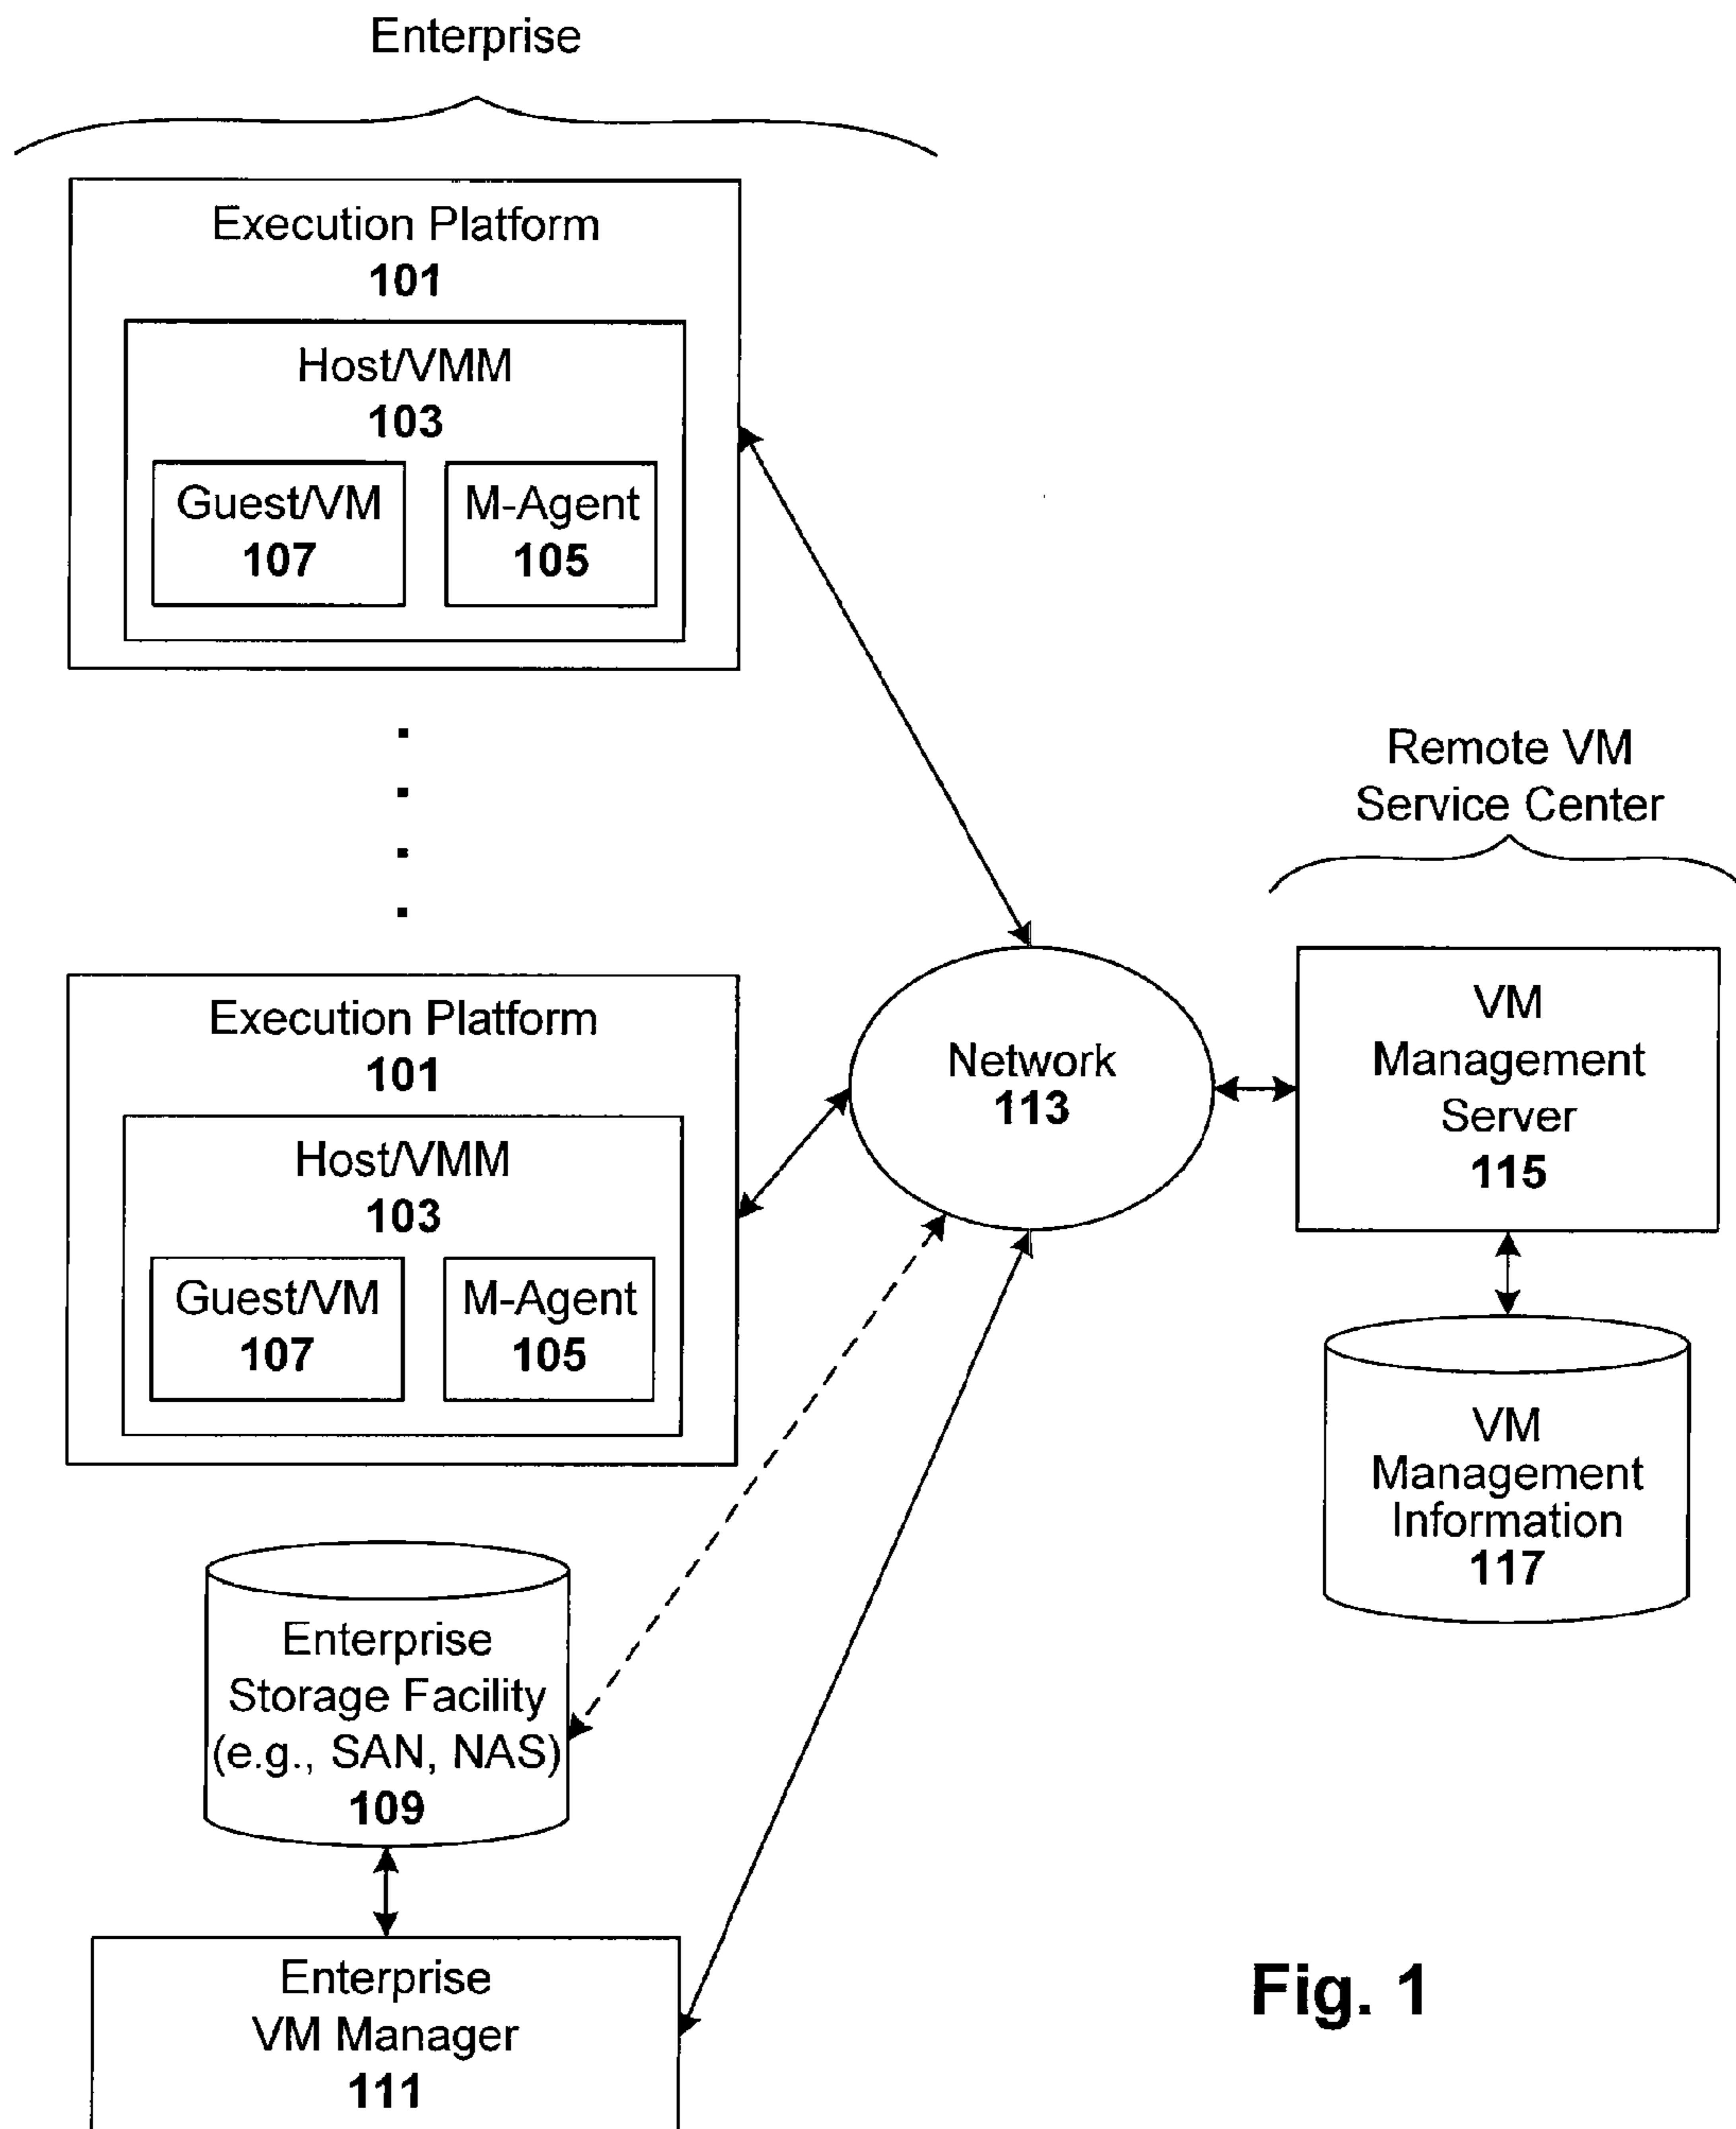 Enterprise
Execution Platform
101
Host/VMM
103
Guest/VM
107
M-Agent
105
Remote VM
Service Center
Execution Platform
101
Host/VMM
103
Guest/VM
107
M-Agent
105
Network
113
VM
Management
Server
115
VM
Management
Information
117
Enterprise
Storage Facility
(e.g., SAN, NAS)
109
Enterprise
VM Manager
111
Fig. 1